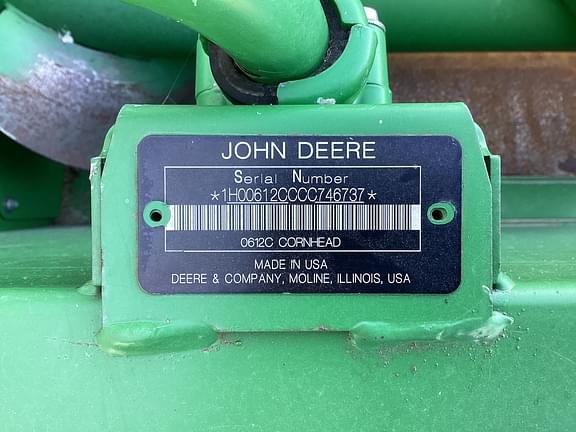 JOHN DEERE
Serial Number
*1H00612CCCC746737*
0612C CORNHEAD
MADE IN USA
DEERE & COMPANY, MOLINE, ILLINOIS, USA